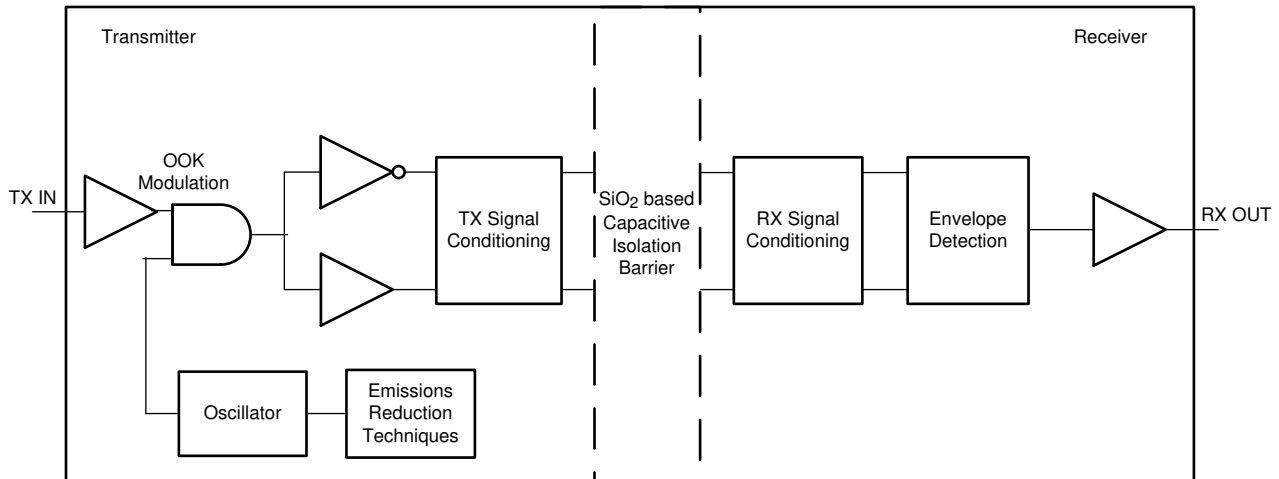 Transmitter
Receiver
OOK
Modulation
TX IN
TX Signal
Conditioning
SiO2 based
Capacitive
Isolation
Barrier
RX Signal
Conditioning
Envelope
Detection
RX OUT
Oscillator
Emissions
Reduction
Techniques